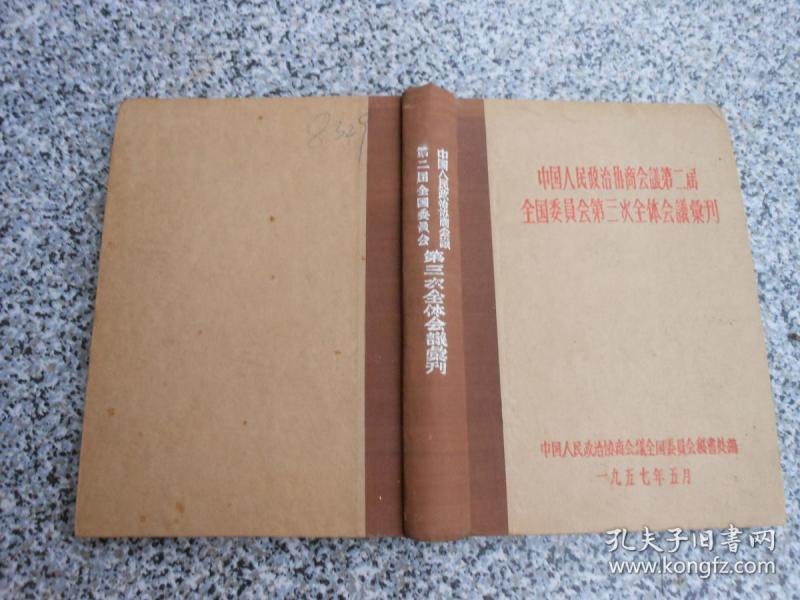 8329
中国人民政治协商会議
第二届全国委員会
第三次全体会議彙刊
中国人民政治协商会議第二届
全国委員会第三次全体会議彙刊
中国人民政治協商会議全国委員会秘書处編
一九五七年五月
孔夫子旧書网
www.kongfz.com